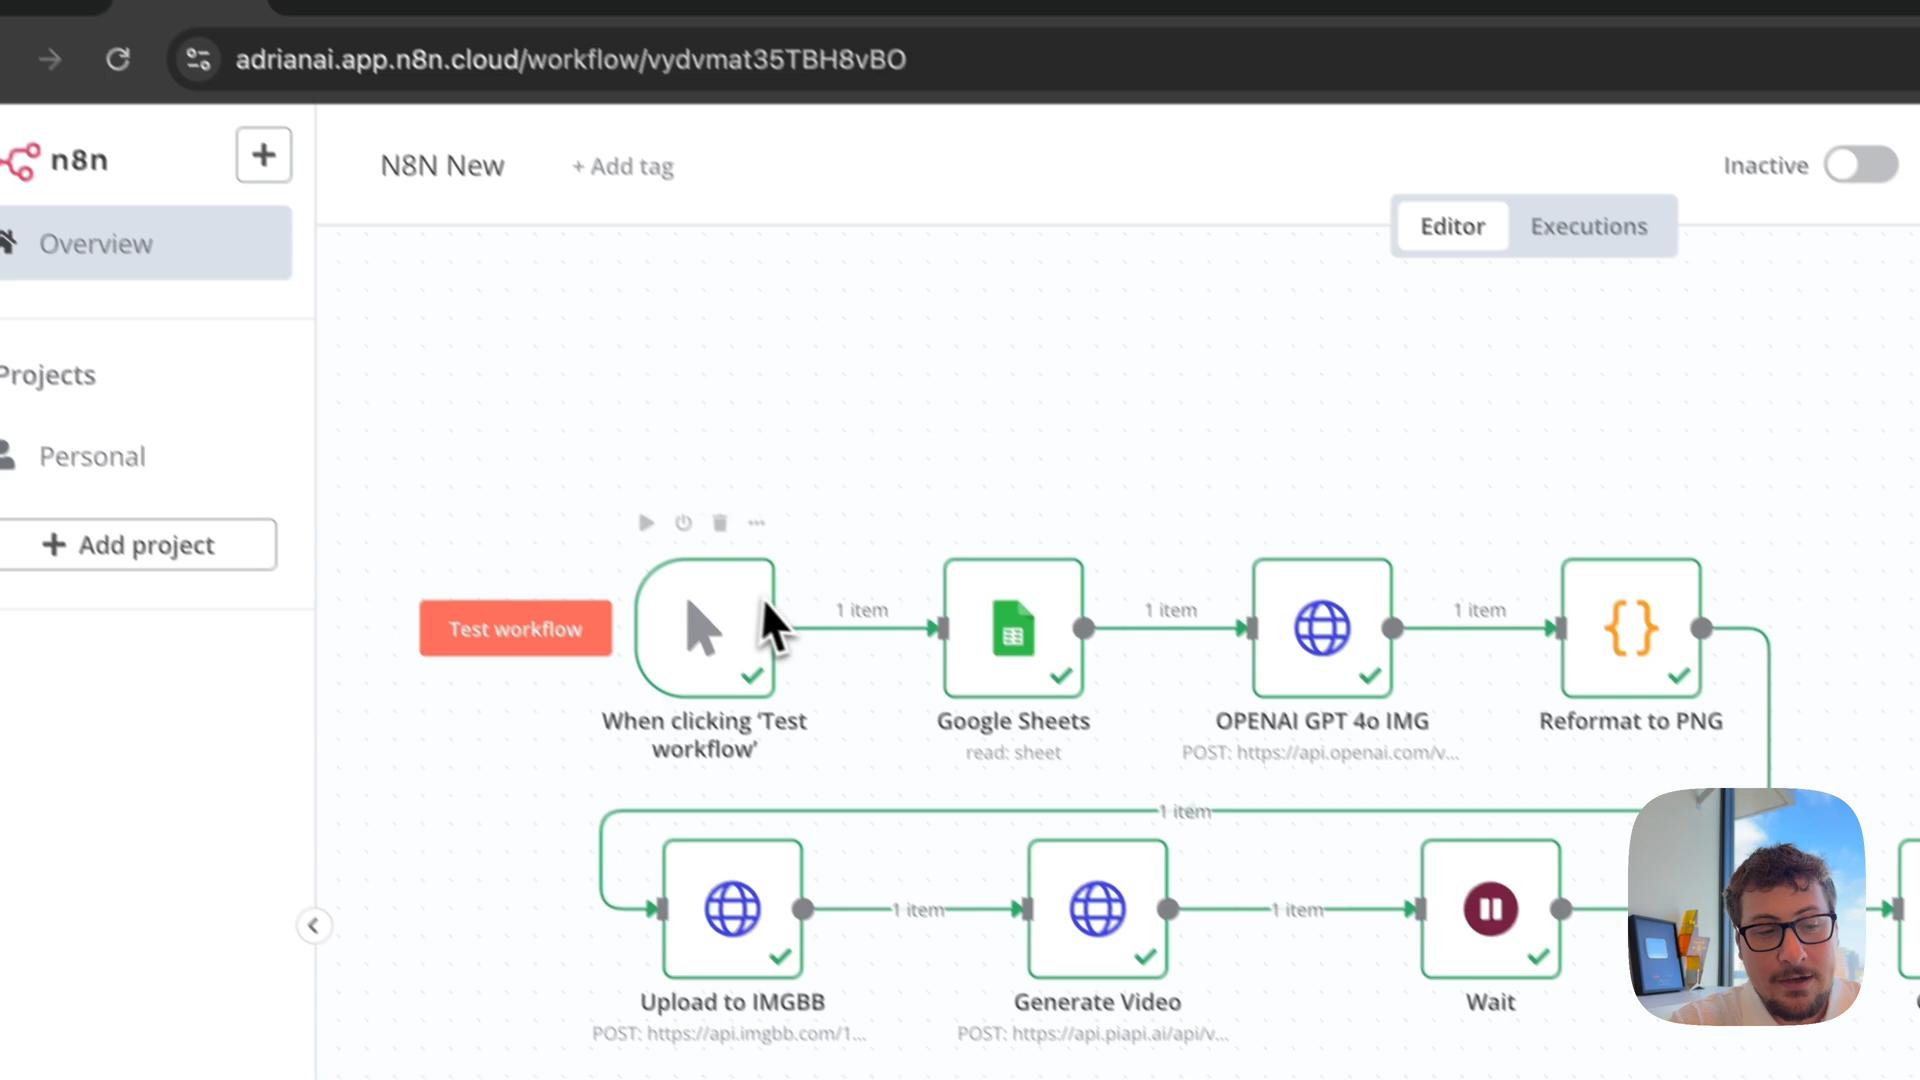 adrianai.app.n8n.cloud/workflow/vydvmat35TBH8vBO
n8n
N8N New
+ Add tag
Inactive
Overview
Editor
Executions
Projects
Personal
+ Add project
Test workflow
1 item
1 item
1 item
When clicking ‘Test
workflow’
Google Sheets
read: sheet
OPENAI GPT 4o IMG
POST: https://api.openai.com/v...
Reformat to PNG
1 item
1 item
1 item
Upload to IMGBB
POST: https://api.imgbb.com/1...
Generate Video
POST: https://api.piapi.ai/api/v...
Wait